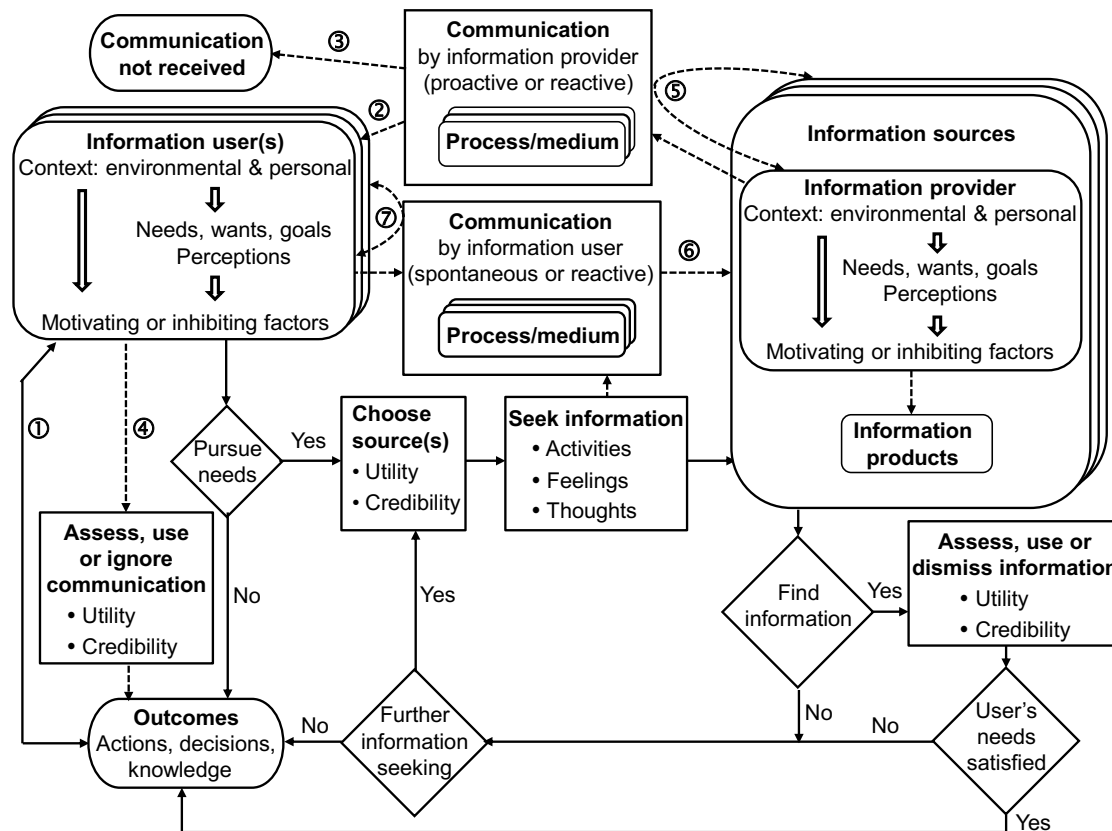 Communication
not received
③
Communication
by information provider
(proactive or reactive)
Process/medium
⑤
②
Information user(s)
Context: environmental & personal
Needs, wants, goals
Perceptions
Motivating or inhibiting factors
⑦
Communication
by information user
(spontaneous or reactive)
Process/medium
⑥
Information sources
Information provider
Context: environmental & personal
Needs, wants, goals
Perceptions
Motivating or inhibiting factors
Information
products
①
④
Pursue
needs
Yes
No
Choose
source(s)
• Utility
• Credibility
Seek information
• Activities
• Feelings
• Thoughts
Assess, use
or ignore
communication
• Utility
• Credibility
Find
information
Yes
No
Assess, use or
dismiss information
• Utility
• Credibility
User’s
needs
satisfied
No
Yes
Further
information
seeking
Yes
No
Outcomes
Actions, decisions,
knowledge